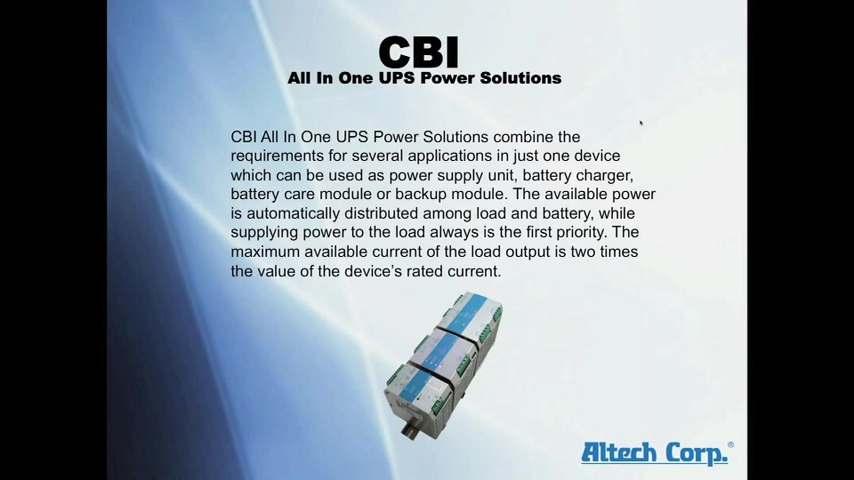 CBI
All In One UPS Power Solutions
CBI All In One UPS Power Solutions combine the
requirements for several applications in just one device
which can be used as power supply unit, battery charger,
battery care module or backup module. The available power
is automatically distributed among load and battery, while
supplying power to the load always is the first priority. The
maximum available current of the load output is two times
the value of the device's rated current.
Altech Corp.®